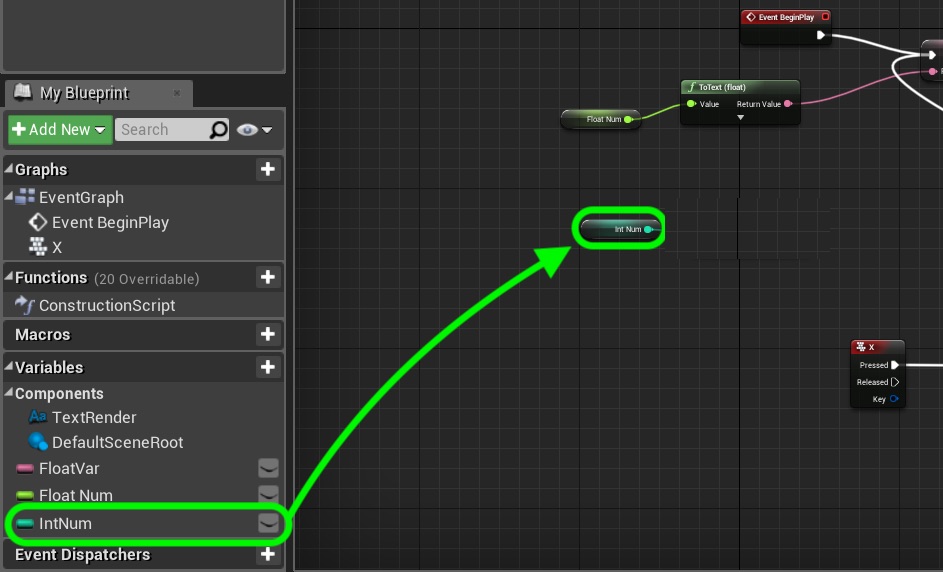 My Blueprint
Add New
Search
Graphs
EventGraph
Event BeginPlay
X
Functions (20 Overridable)
ConstructionScript
Macros
Variables
Components
Aa TextRender
DefaultSceneRoot
FloatVar
Float Num
IntNum
Event Dispatchers
Event BeginPlay
f ToText (float)
Value Return Value
Float Num
Int Num
X
Pressed
Released
Key